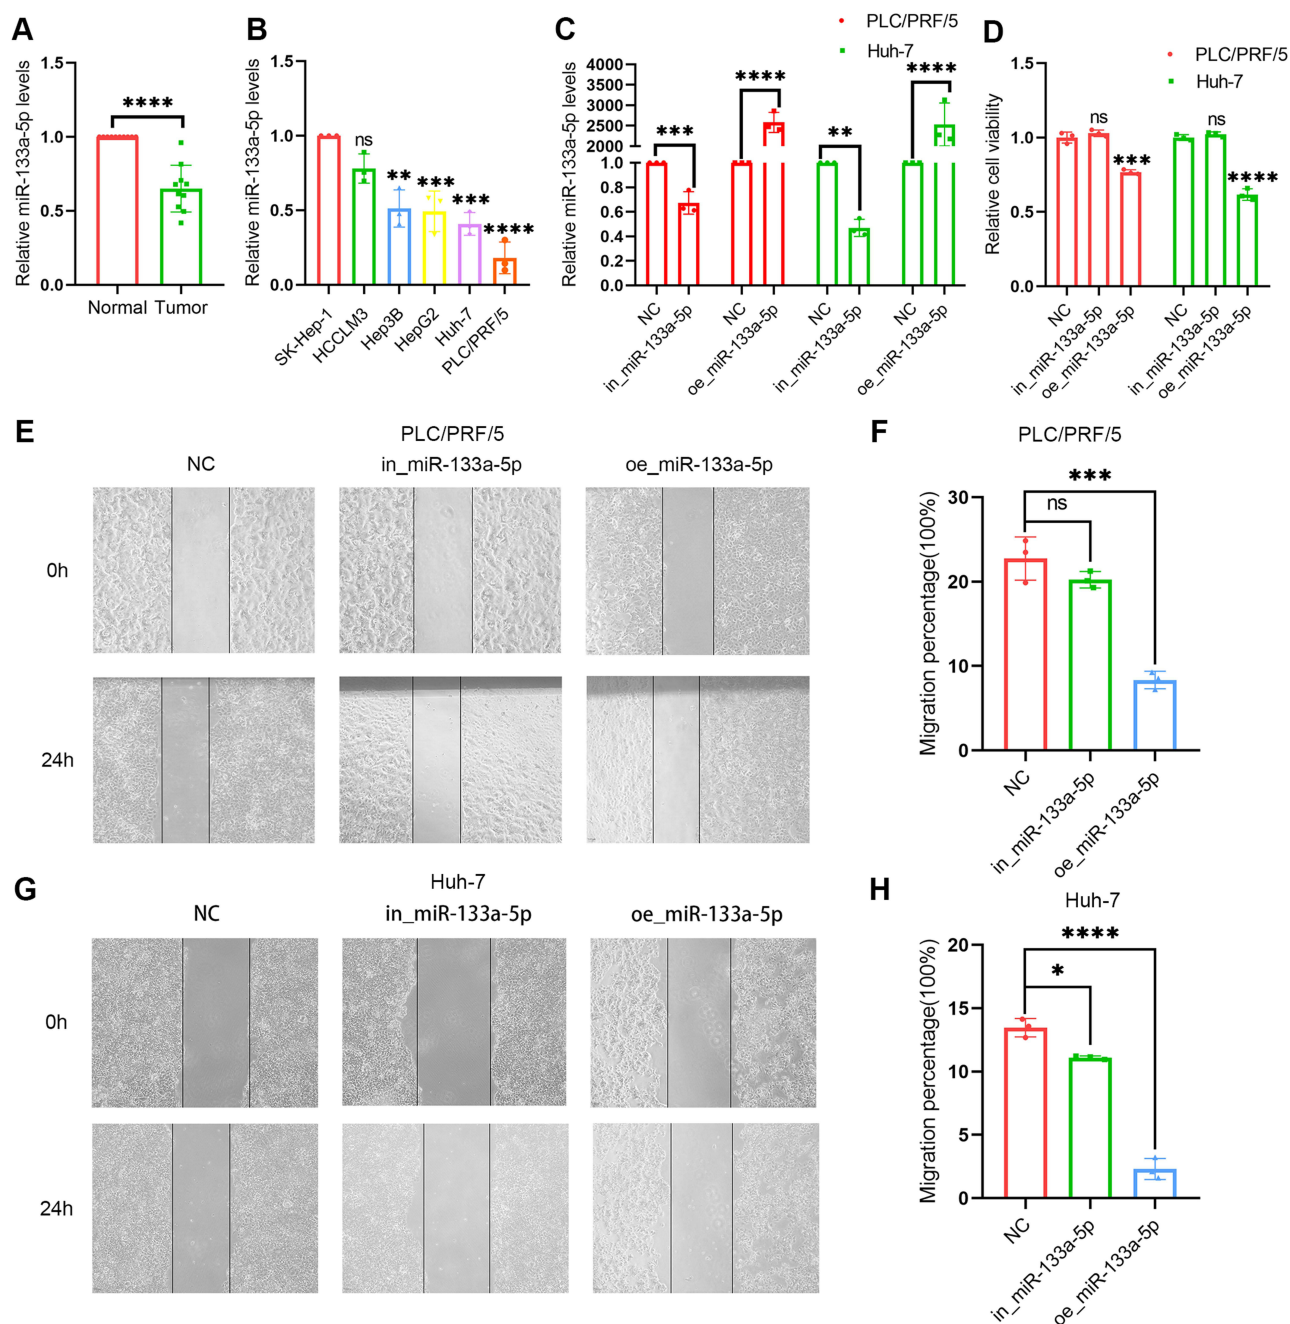 A
Relative miR-133a-5p levels
1.5
1.0
0.5
0.0
****
Normal Tumor
B
Relative miR-133a-5p levels
1.5
1.0
0.5
0.0
ns
**
***
***
****
SK-Hep-1
HCCLM3
Hep3B
HepG2
Huh-7
PLC/PRF/5
C
PLC/PRF/5
Huh-7
Relative miR-133a-5p levels
4000
3500
3000
2500
2000
1.0
0.8
0.6
0.4
0.2
0.0
***
****
**
****
NC
in_miR-133a-5p
NC
oe_miR-133a-5p
NC
in_miR-133a-5p
NC
oe_miR-133a-5p
D
PLC/PRF/5
Huh-7
Relative cell viability
1.5
1.0
0.5
0.0
ns
***
ns
****
NC
in_miR-133a-5p
oe_miR-133a-5p
NC
in_miR-133a-5p
oe_miR-133a-5p
E
PLC/PRF/5
NC
in_miR-133a-5p
oe_miR-133a-5p
0h
24h
F
PLC/PRF/5
Migration percentage(100%)
30
20
10
0
***
ns
NC
in_miR-133a-5p
oe_miR-133a-5p
G
Huh-7
NC
in_miR-133a-5p
oe_miR-133a-5p
0h
24h
H
Huh-7
Migration percentage(100%)
20
15
10
5
0
****
*
NC
in_miR-133a-5p
oe_miR-133a-5p